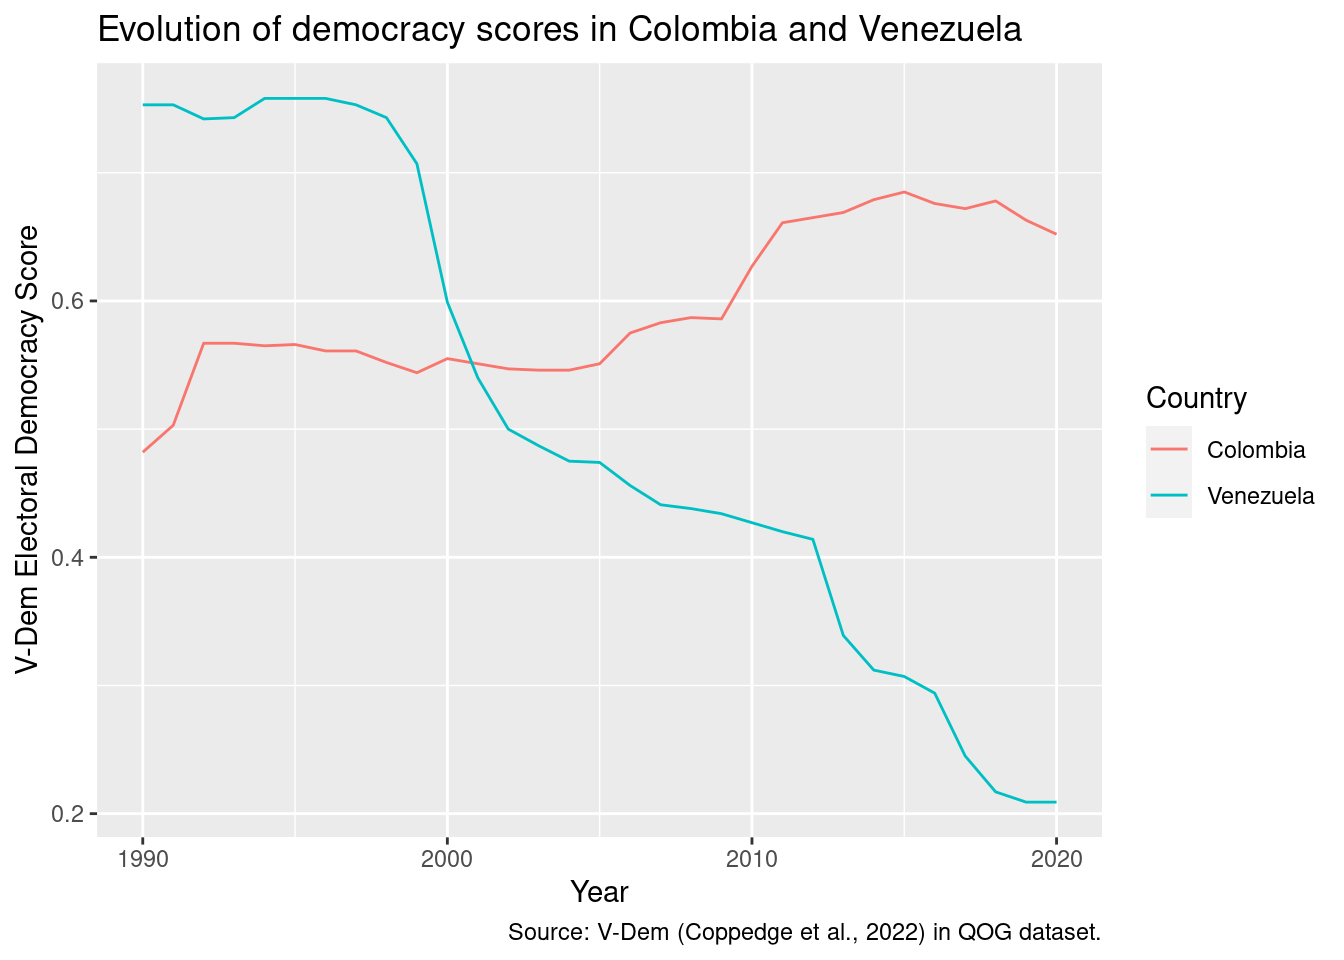 Evolution of democracy scores in Colombia and Venezuela
V-Dem Electoral Democracy Score
0.6
0.4
0.2
1990 2000 2010 2020
Year
Country
Colombia
Venezuela
Source: V-Dem (Coppedge et al., 2022) in QOG dataset.